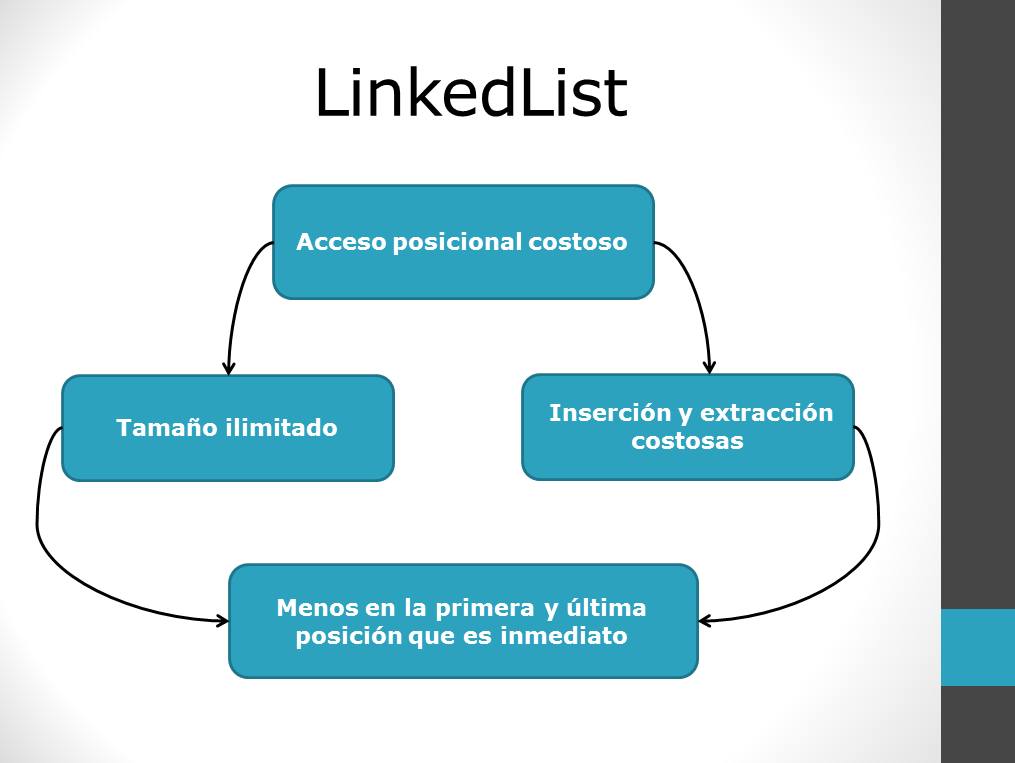 LinkedList
Acceso posicional costoso
Tamaño ilimitado
Inserción y extracción
costosas
Menos en la primera y última
posición que es inmediato